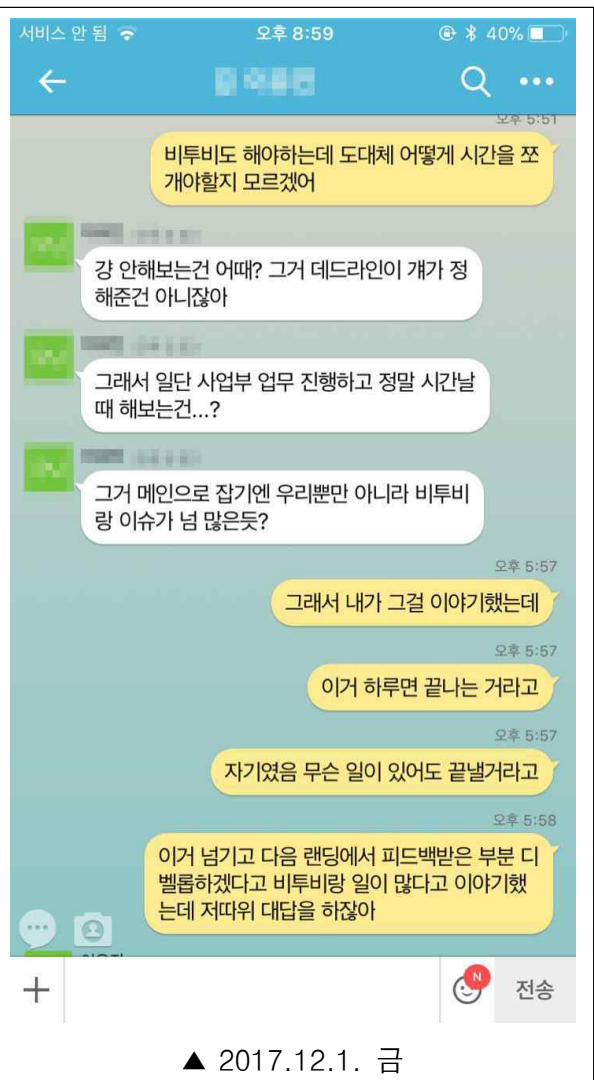 서비스 안 됨
오후 8:59
40%
오후 5:51
비투비도 해야하는데 도대체 어떻게 시간을 쪼
개야할지 모르겠어
걍 안해보는건 어때? 그거 데드라인이 걔가 정
해준건 아니잖아
그래서 일단 사업부 업무 진행하고 정말 시간날
때 해보는건...?
그거 메인으로 잡기엔 우리뿐만 아니라 비투비
랑 이슈가 넘 많은듯?
오후 5:57
그래서 내가 그걸 이야기했는데
오후 5:57
이거 하루면 끝나는 거라고
오후 5:57
자기였음 무슨 일이 있어도 끝낼거라고
오후 5:58
이거 넘기고 다음 랜딩에서 피드백받은 부분 디
벨롭하겠다고 비투비랑 일이 많다고 이야기했
는데 저따위 대답을 하잖아
N
전송
▲ 2017.12.1. 금